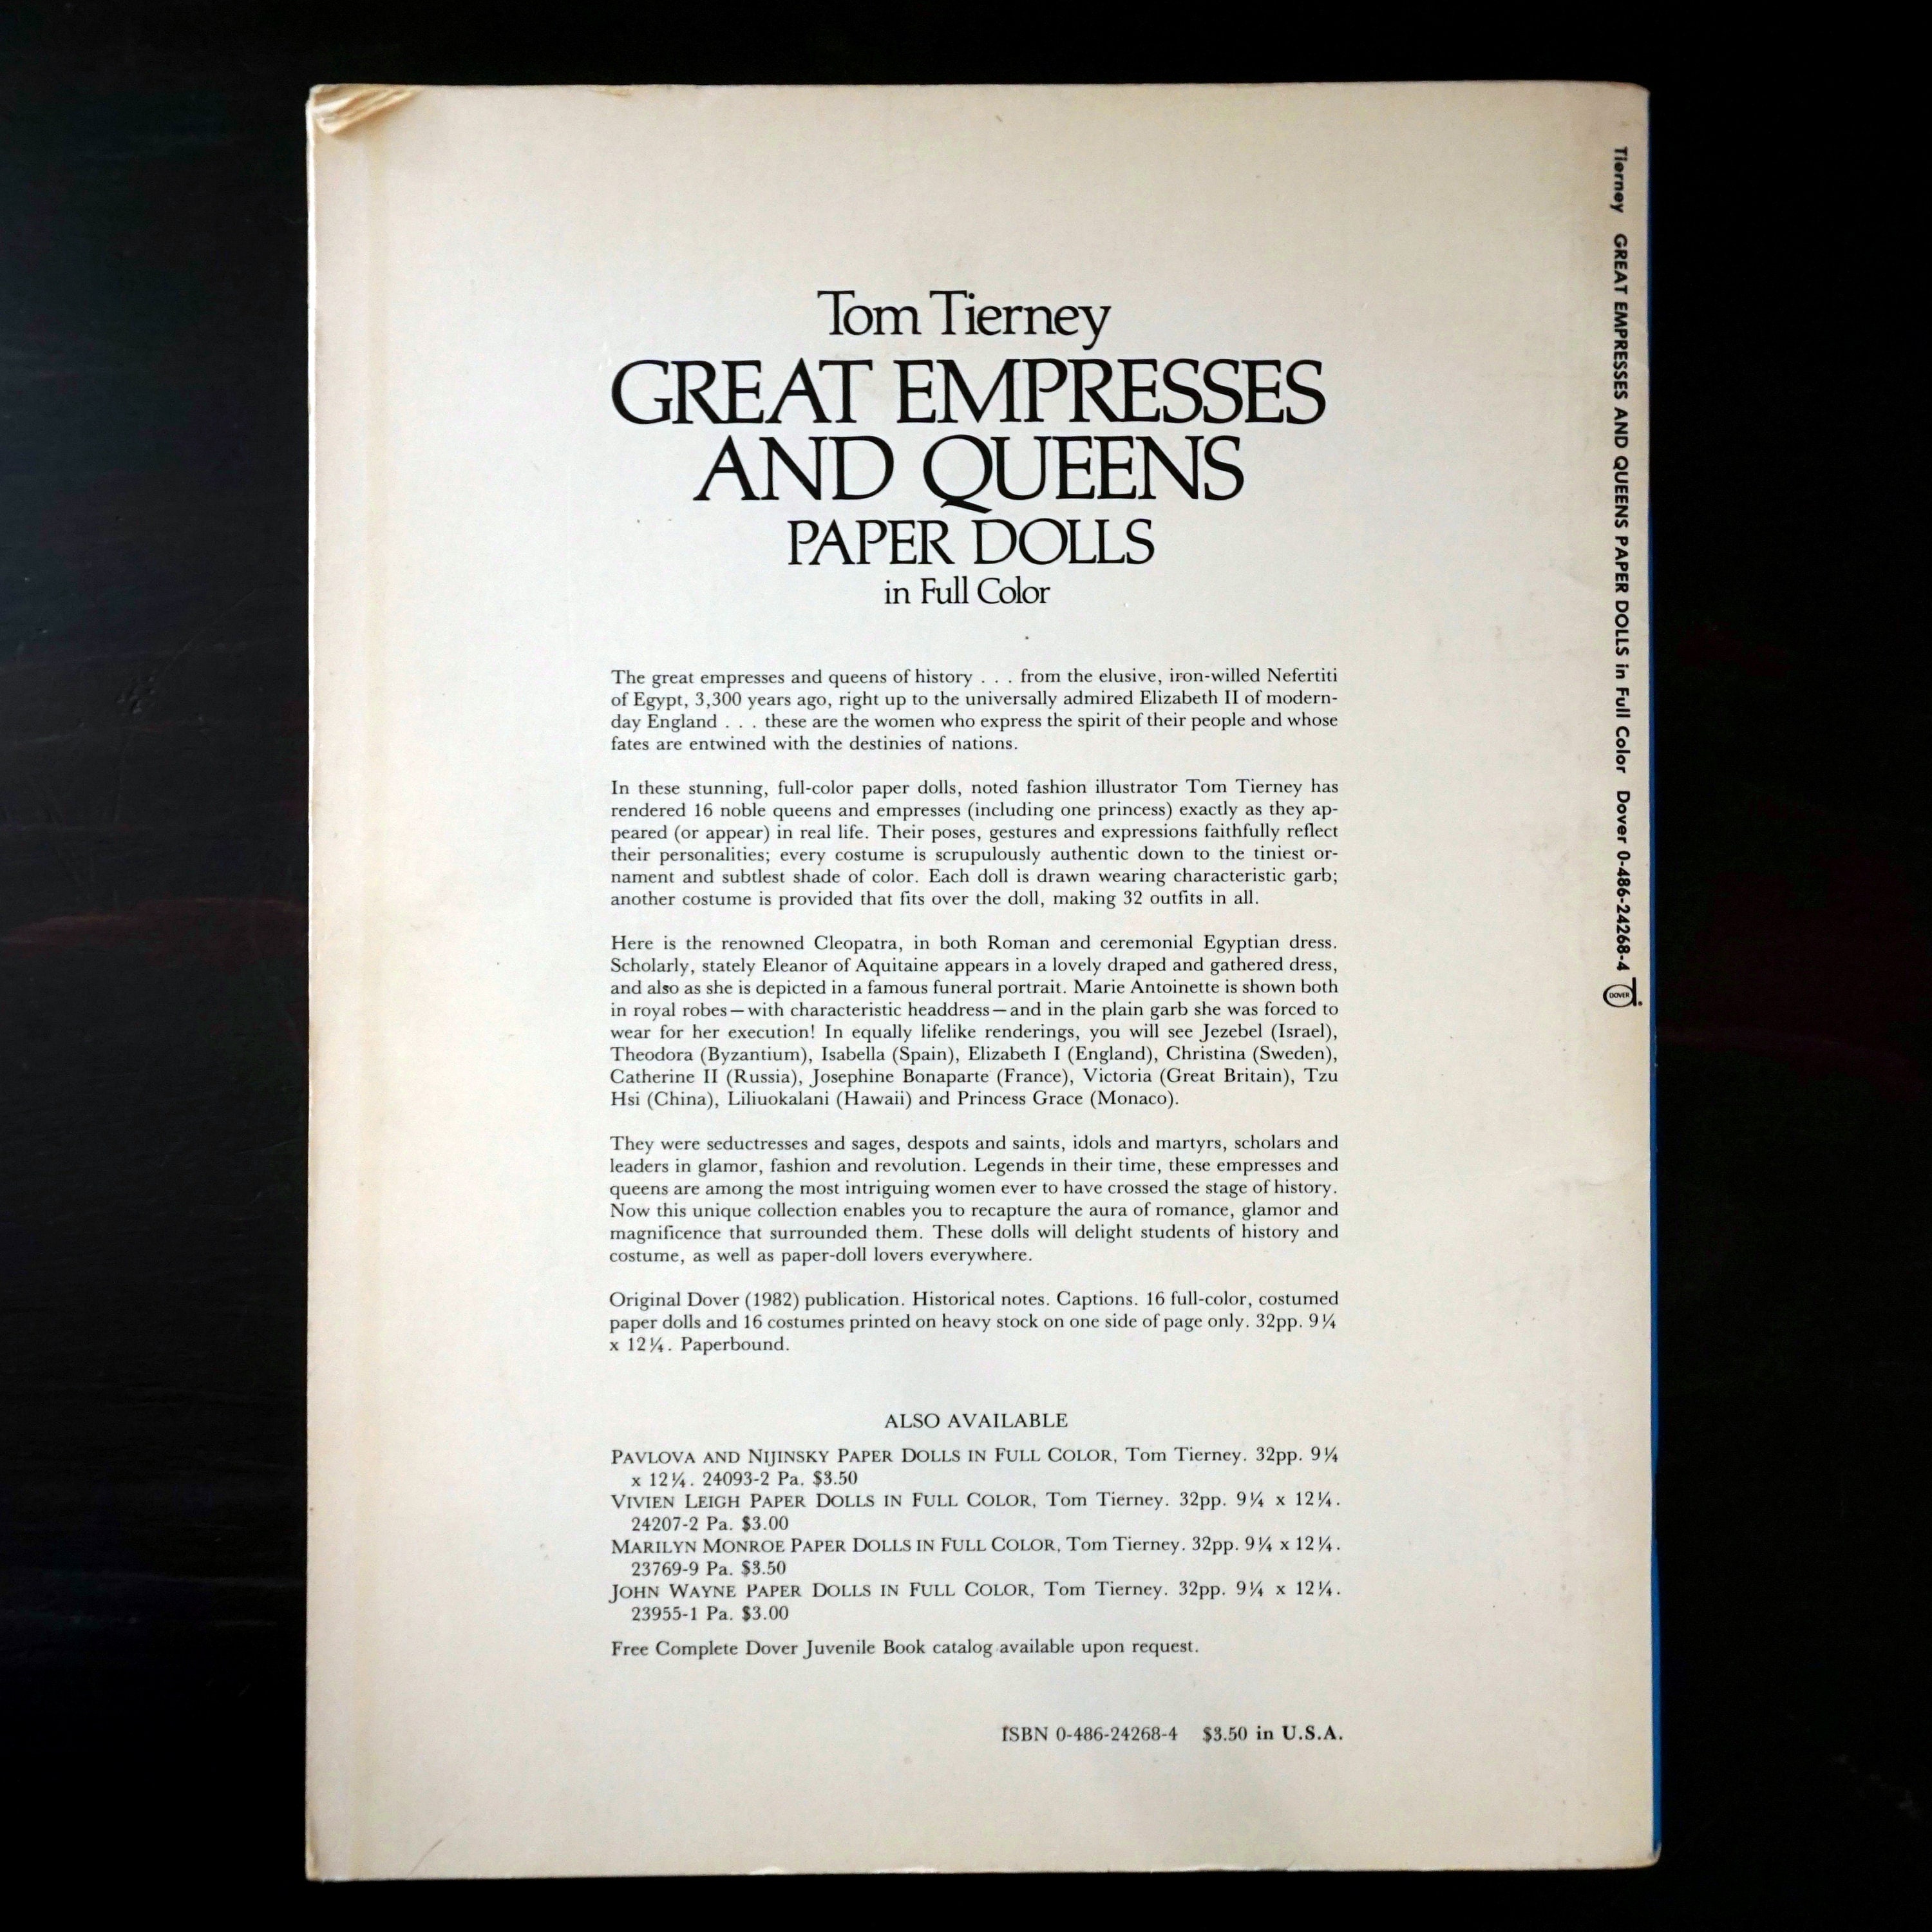 Tom Tierney
GREAT EMPRESSES
AND QUEENS
PAPER DOLLS
in Full Color
The great empresses and queens of history . . . from the elusive, iron-willed Nefertiti
of Egypt, 3,300 years ago, right up to the universally admired Elizabeth II of modern-
day England . . . these are the women who express the spirit of their people and whose
fates are entwined with the destinies of nations.
In these stunning, full-color paper dolls, noted fashion illustrator Tom Tierney has
rendered 16 noble queens and empresses (including one princess) exactly as they ap-
peared (or appear) in real life. Their poses, gestures and expressions faithfully reflect
their personalities; every costume is scrupulously authentic down to the tiniest or-
nament and subtlest shade of color. Each doll is drawn wearing characteristic garb;
another costume is provided that fits over the doll, making 32 outfits in all.
Here is the renowned Cleopatra, in both Roman and ceremonial Egyptian dress.
Scholarly, stately Eleanor of Aquitaine appears in a lovely draped and gathered dress,
and also as she is depicted in a famous funeral portrait. Marie Antoinette is shown both
in royal robes—with characteristic headdress—and in the plain garb she was forced to
wear for her execution! In equally lifelike renderings, you will see Jezebel (Israel),
Theodora (Byzantium), Isabella (Spain), Elizabeth I (England), Christina (Sweden),
Catherine II (Russia), Josephine Bonaparte (France), Victoria (Great Britain), Tzu
Hsi (China), Liliuokalani (Hawaii) and Princess Grace (Monaco).
They were seductresses and sages, despots and saints, idols and martyrs, scholars and
leaders in glamor, fashion and revolution. Legends in their time, these empresses and
queens are among the most intriguing women ever to have crossed the stage of history.
Now this unique collection enables you to recapture the aura of romance, glamor and
magnificence that surrounded them. These dolls will delight students of history and
costume, as well as paper-doll lovers everywhere.
Original Dover (1982) publication. Historical notes. Captions. 16 full-color, costumed
paper dolls and 16 costumes printed on heavy stock on one side of page only. 32pp. 9¼
x 12¼. Paperbound.
ALSO AVAILABLE
PAVLOVA AND NIJINSKY PAPER DOLLS IN FULL COLOR, Tom Tierney. 32pp. 9¼
x 12¼. 24093-2 Pa. $3.50
VIVIEN LEIGH PAPER DOLLS IN FULL COLOR, Tom Tierney. 32pp. 9¼ x 12¼.
24207-2 Pa. $3.00
MARILYN MONROE PAPER DOLLS IN FULL COLOR, Tom Tierney. 32pp. 9¼ x 12¼.
23769-9 Pa. $3.50
JOHN WAYNE PAPER DOLLS IN FULL COLOR, Tom Tierney. 32pp. 9¼ x 12¼.
23955-1 Pa. $3.00
Free Complete Dover Juvenile Book catalog available upon request.
ISBN 0-486-24268-4 $3.50 in U.S.A.
Tierney GREAT EMPRESSES AND QUEENS PAPER DOLLS in Full Color Dover 0-486-24268-4
DOVER